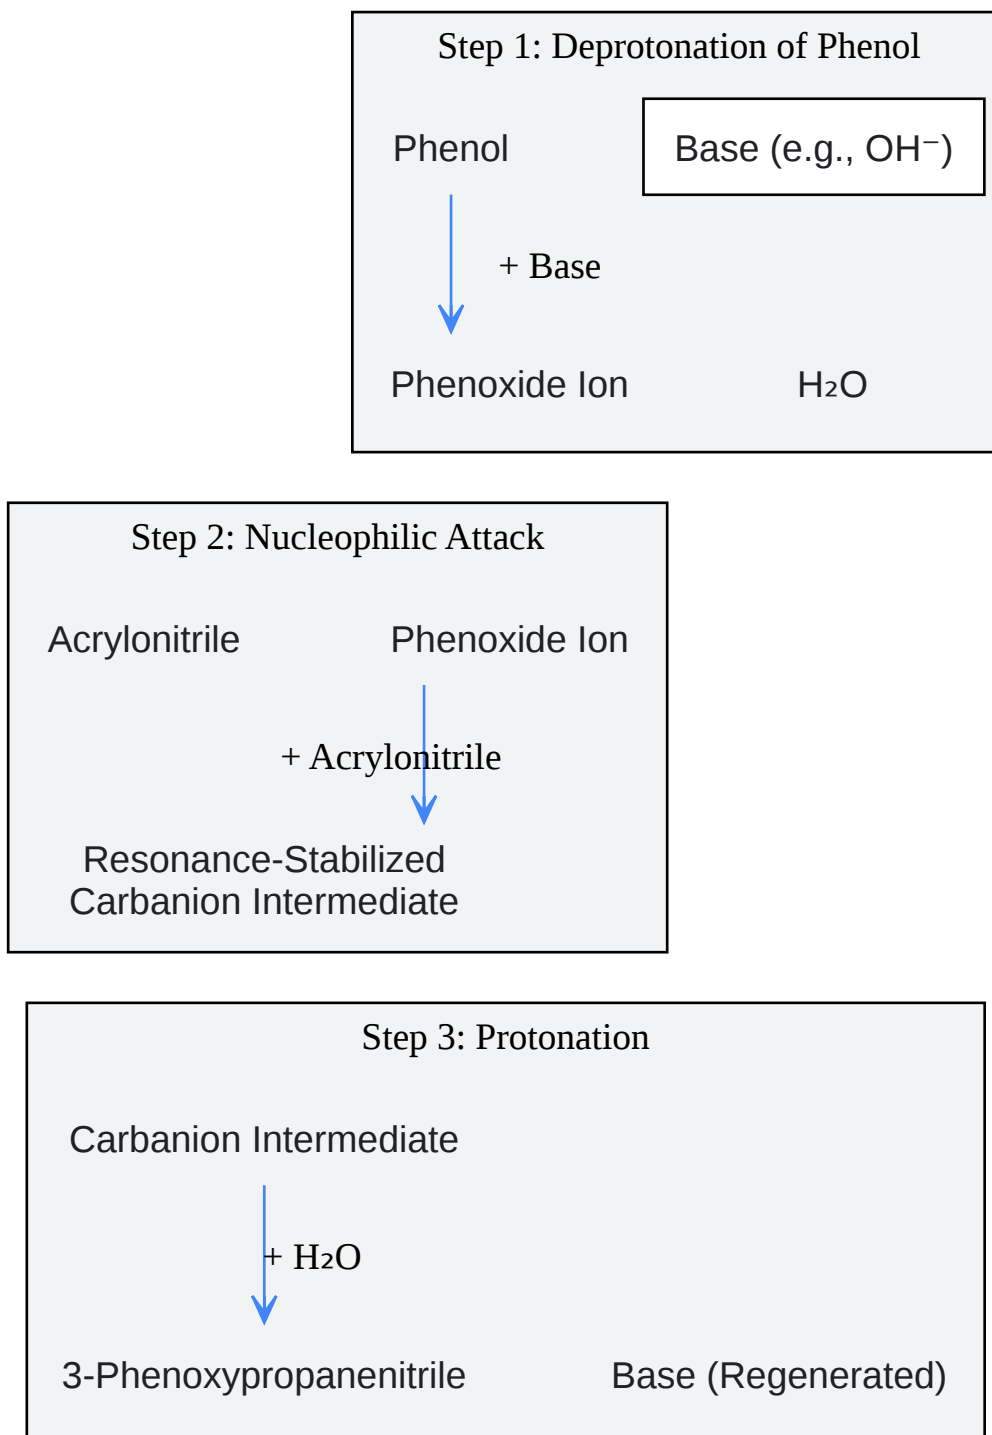 Step 1: Deprotonation of Phenol
Phenol
Base (e.g., OH⁻)
+ Base
Phenoxide Ion
H₂O
Step 2: Nucleophilic Attack
Acrylonitrile
Phenoxide Ion
+ Acrylonitrile
Resonance-Stabilized
Carbanion Intermediate
Step 3: Protonation
Carbanion Intermediate
+ H₂O
3-Phenoxypropanenitrile
Base (Regenerated)